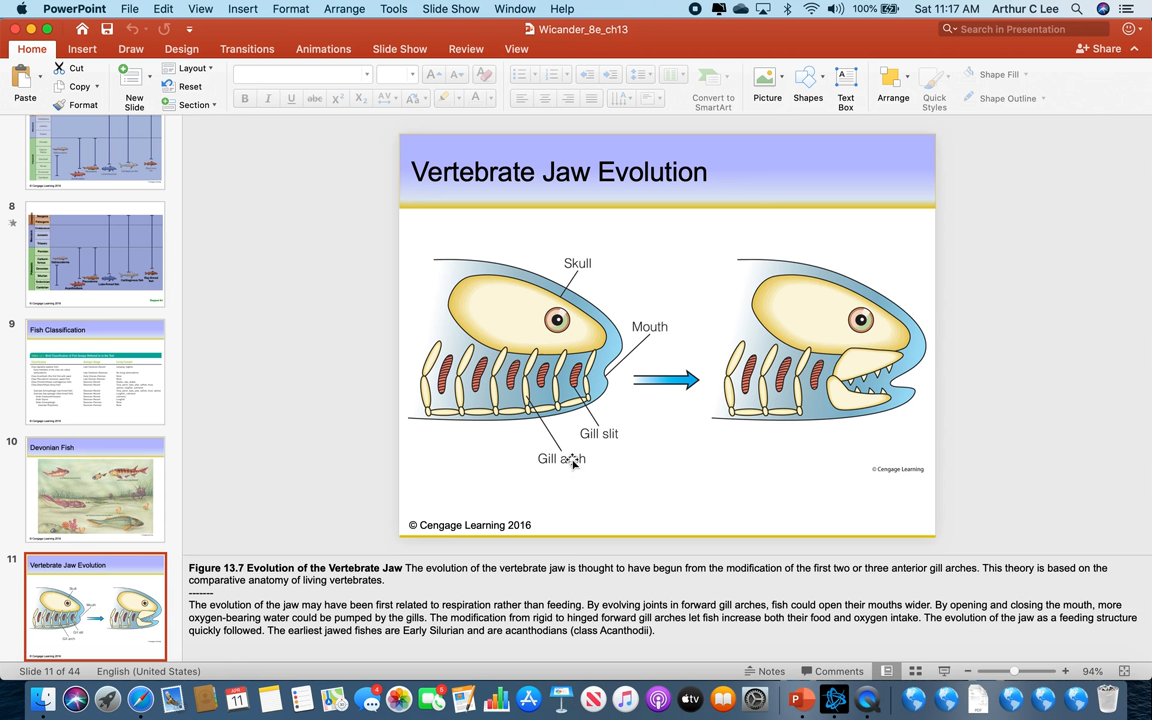 PowerPoint File Edit View Insert Format Arrange Tools Slide Show Window Help 100% Sat 11:17 AM Arthur C Lee
Wicander_8e_ch13
Search in Presentation
Home Insert Draw Design Transitions Animations Slide Show Review View
Share
Paste
Cut
Copy
Format
New
Slide
Layout
Reset
Section
B I U abc X² X₂ AV Aa A
Convert to
SmartArt
Picture
Shapes
Text
Box
Arrange
Quick
Styles
Shape Fill
Shape Outline
8
9
Fish Classification
10
Devonian Fish
11
Vertebrate Jaw Evolution
Vertebrate Jaw Evolution
Skull
Mouth
Gill slit
Gill arch
© Cengage Learning
© Cengage Learning 2016
Figure 13.7 Evolution of the Vertebrate Jaw The evolution of the vertebrate jaw is thought to have begun from the modification of the first two or three anterior gill arches. This theory is based on the
comparative anatomy of living vertebrates.
-------
The evolution of the jaw may have been first related to respiration rather than feeding. By evolving joints in forward gill arches, fish could open their mouths wider. By opening and closing the mouth, more
oxygen-bearing water could be pumped by the gills. The modification from rigid to hinged forward gill arches let fish increase both their food and oxygen intake. The evolution of the jaw as a feeding structure
quickly followed. The earliest jawed fishes are Early Silurian and are acanthodians (class Acanthodii).
Slide 11 of 44 English (United States)
Notes Comments 94%